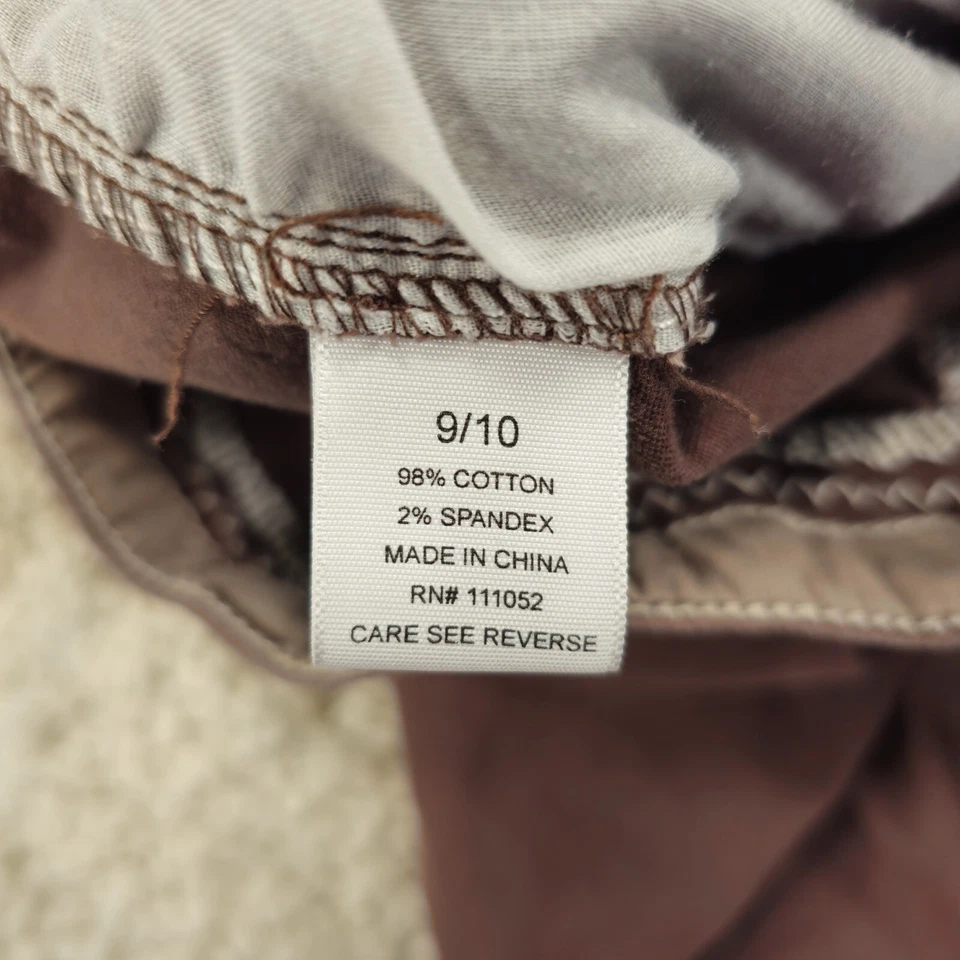 9/10
98% COTTON
2% SPANDEX
MADE IN CHINA
RN# 111052
CARE SEE REVERSE